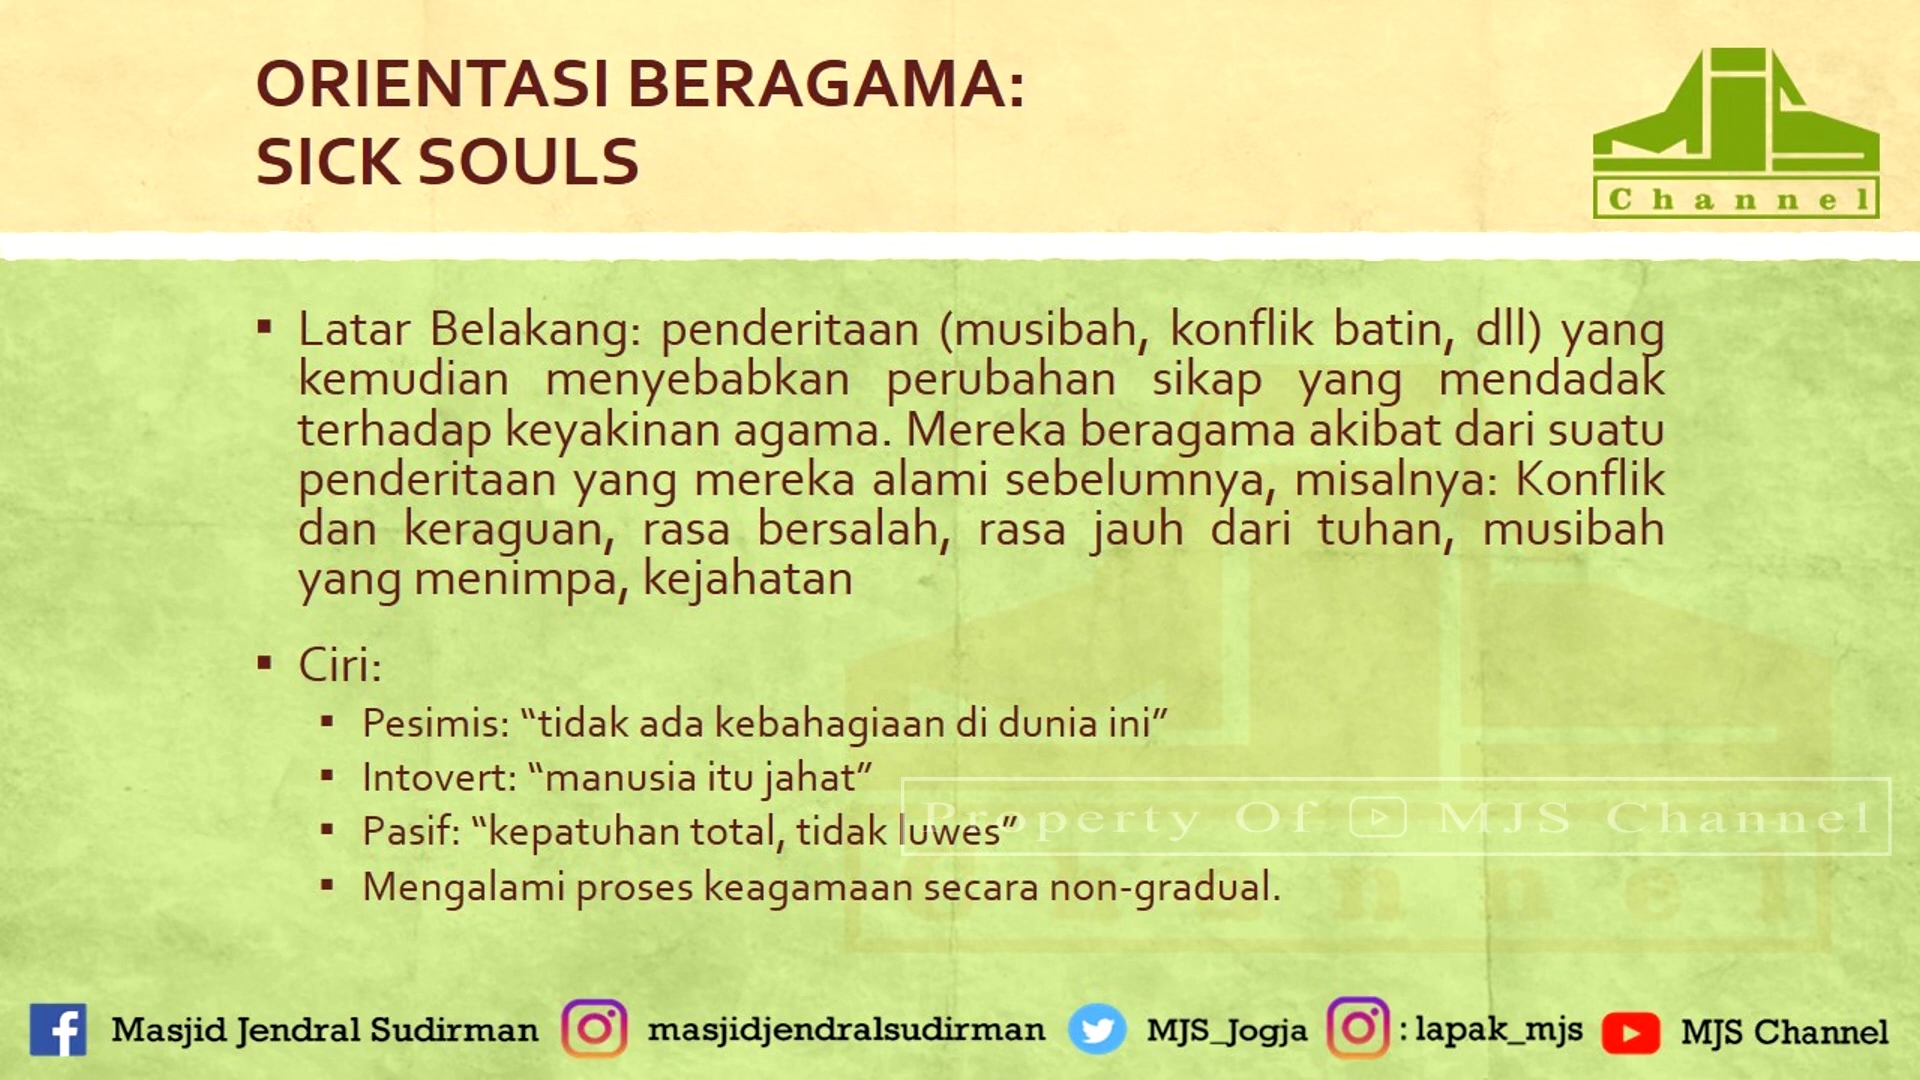 ORIENTASI BERAGAMA:
SICK SOULS
MJS
Channel
▪ Latar Belakang: penderitaan (musibah, konflik batin, dll) yang
kemudian menyebabkan perubahan sikap yang mendadak
terhadap keyakinan agama. Mereka beragama akibat dari suatu
penderitaan yang mereka alami sebelumnya, misalnya: Konflik
dan keraguan, rasa bersalah, rasa jauh dari tuhan, musibah
yang menimpa, kejahatan
▪ Ciri:
▪ Pesimis: “tidak ada kebahagiaan di dunia ini”
▪ Intovert: “manusia itu jahat”
▪ Pasif: “kepatuhan total, tidak luwes”
▪ Mengalami proses keagamaan secara non-gradual.
Property Of MJS Channel
Masjid Jendral Sudirman masjidjendralsudirman MJS_Jogja : lapak_mjs MJS Channel